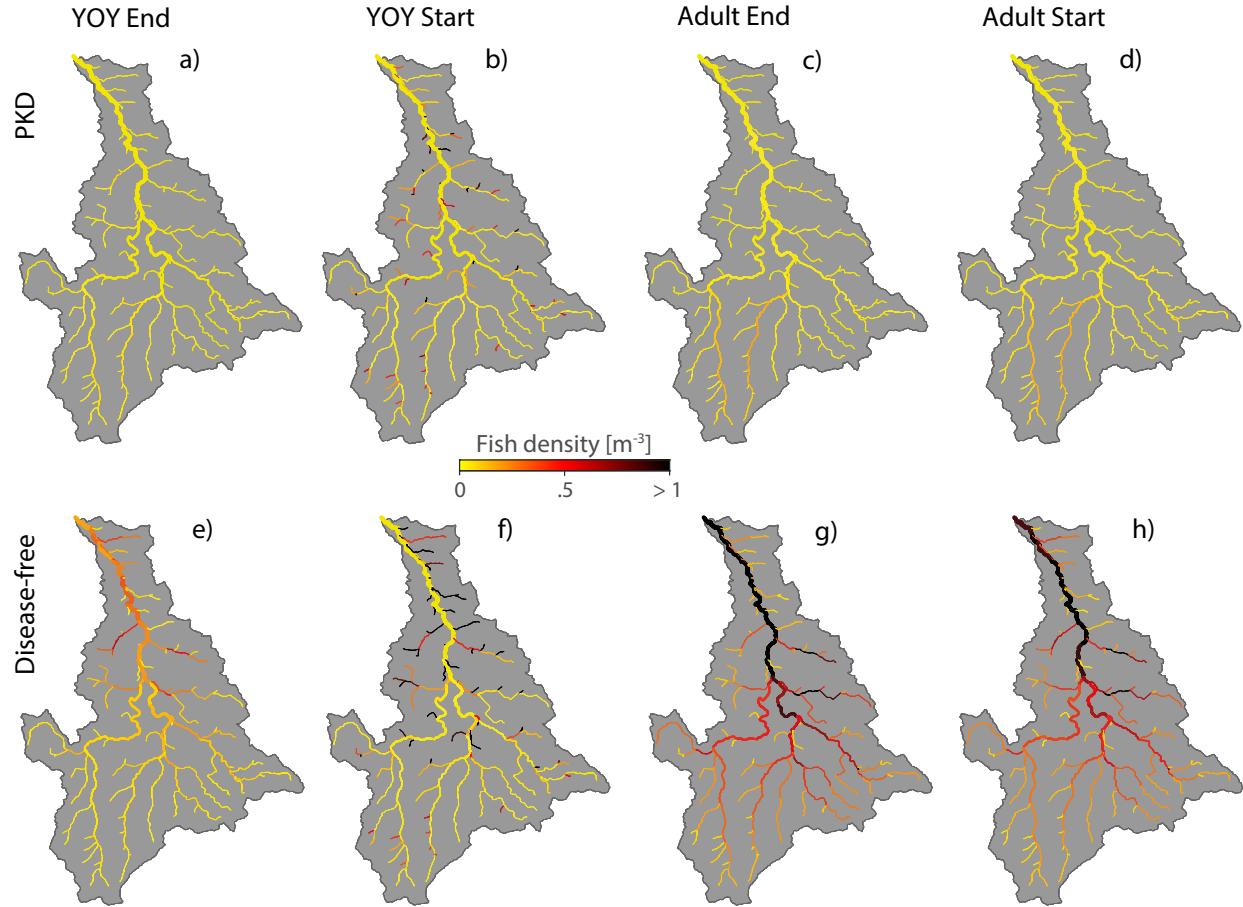 YOY End
YOY Start
Adult End
Adult Start
PKD
a)
b)
c)
d)
Fish density [m⁻³]
0
.5
> 1
Disease-free
e)
f)
g)
h)